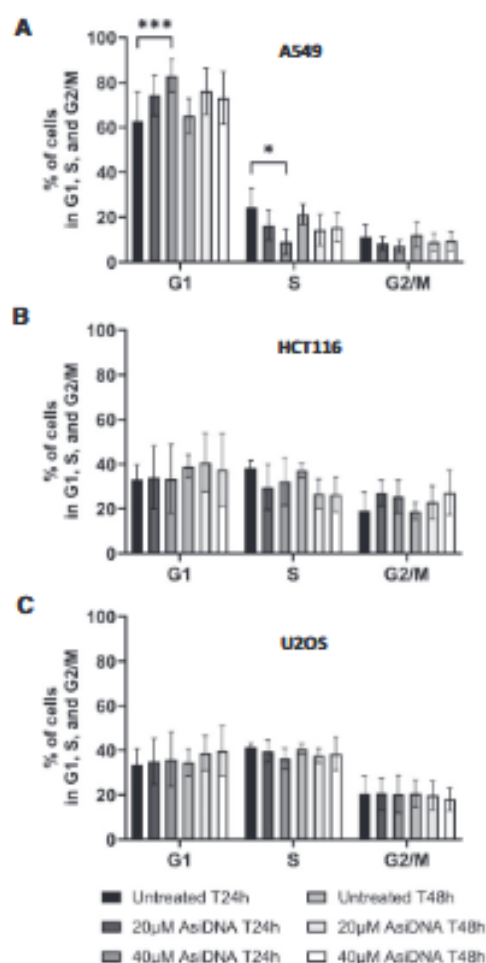 A
A549
***
*
100
80
60
40
20
0
% of cells
in G1, S, and G2/M
G1 S G2/M
B
HCT116
100
80
60
40
20
0
% of cells
in G1, S, and G2/M
G1 S G2/M
C
U2OS
100
80
60
40
20
0
% of cells
in G1, S, and G2/M
G1 S G2/M
Untreated T24h Untreated T48h
20µM AsiDNA T24h 20µM AsiDNA T48h
40µM AsiDNA T24h 40µM AsiDNA T48h